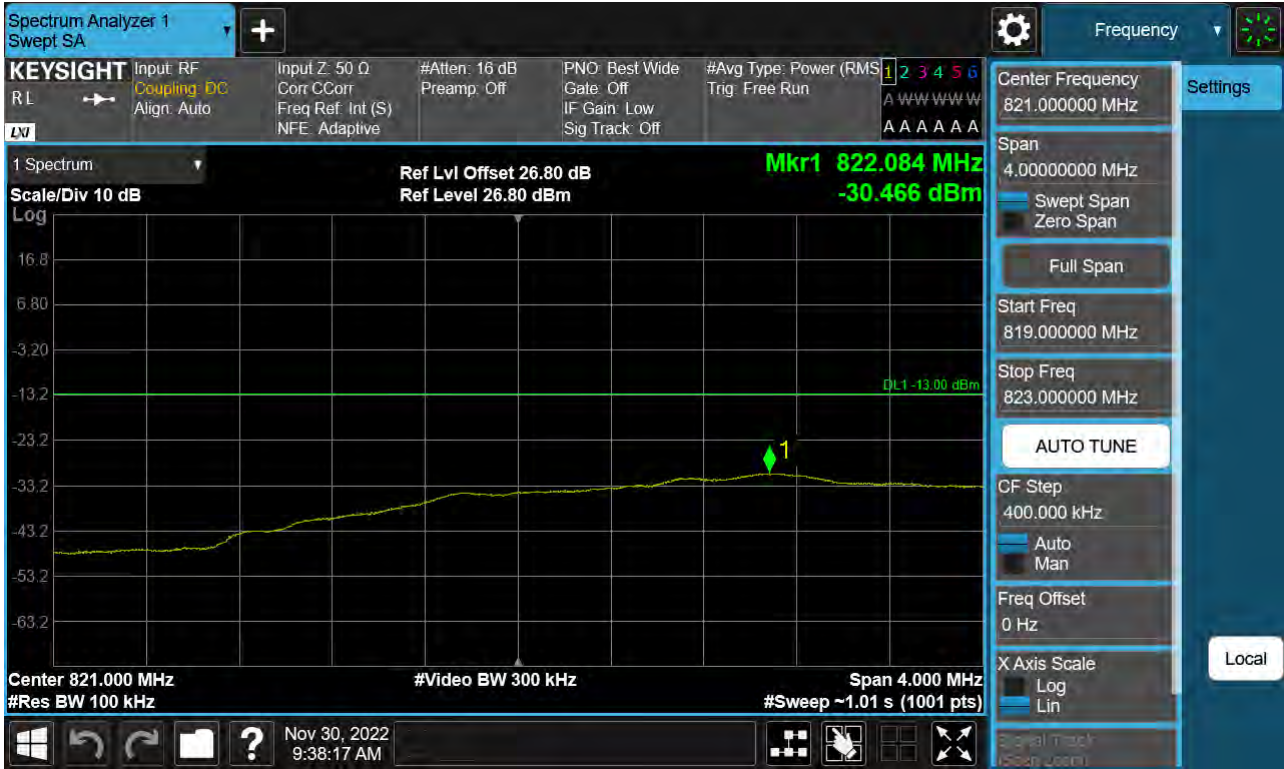 Spectrum Analyzer 1
Swept SA
Frequency
KEYSIGHT
R L
LXI
Input: RF
Coupling: DC
Align: Auto
Input Z: 50 Ω
Corr CCorr
Freq Ref: Int (S)
NFE: Adaptive
#Atten: 16 dB
Preamp: Off
PNO: Best Wide
Gate: Off
IF Gain: Low
Sig Track: Off
#Avg Type: Power (RMS
Trig: Free Run
1 2 3 4 5 6
A W W W W W
A A A A A A
1 Spectrum
Scale/Div 10 dB
Ref Lvl Offset 26.80 dB
Ref Level 26.80 dBm
Mkr1 822.084 MHz
-30.466 dBm
Log
16.8
6.80
-3.20
-13.2
-23.2
-33.2
-43.2
-53.2
-63.2
DL1 -13.00 dBm
1
Center 821.000 MHz
#Res BW 100 kHz
#Video BW 300 kHz
Span 4.000 MHz
#Sweep ~1.01 s (1001 pts)
Center Frequency
821.000000 MHz
Settings
Span
4.00000000 MHz
Swept Span
Zero Span
Full Span
Start Freq
819.000000 MHz
Stop Freq
823.000000 MHz
AUTO TUNE
CF Step
400.000 kHz
Auto
Man
Freq Offset
0 Hz
X Axis Scale
Log
Lin
Local
Signal Track
(Span Zoom)
?
Nov 30, 2022
9:38:17 AM